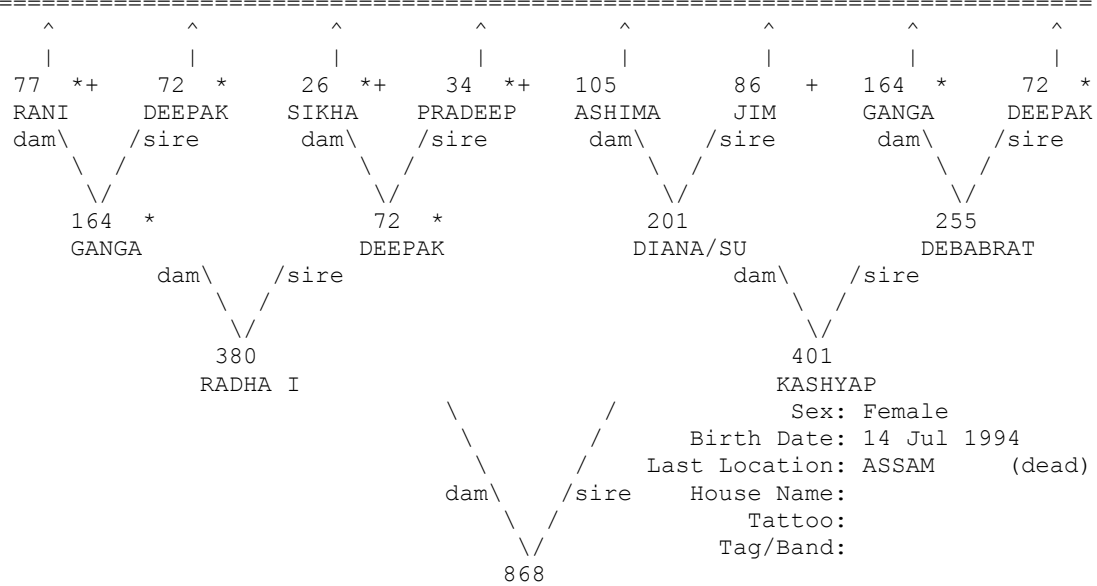 ==============================================================================
^ ^ ^ ^ ^ ^ ^ ^
| | | | | | | |
77 *+ 72 * 26 *+ 34 *+ 105 86 + 164 * 72 *
RANI DEEPAK SIKHA PRADEEP ASHIMA JIM GANGA DEEPAK
dam\ /sire dam\ /sire dam\ /sire dam\ /sire
\ / \ / \ / \ /
\/ \/ \/ \/
164 * 72 * 201 255
GANGA DEEPAK DIANA/SU DEBABRAT
dam\ /sire dam\ /sire
\ / \ /
\/ \/
380 401
RADHA I KASHYAP
\ / Sex: Female
\ / Birth Date: 14 Jul 1994
\ / Last Location: ASSAM (dead)
dam\ /sire House Name:
\ / Tattoo:
\/ Tag/Band:
868